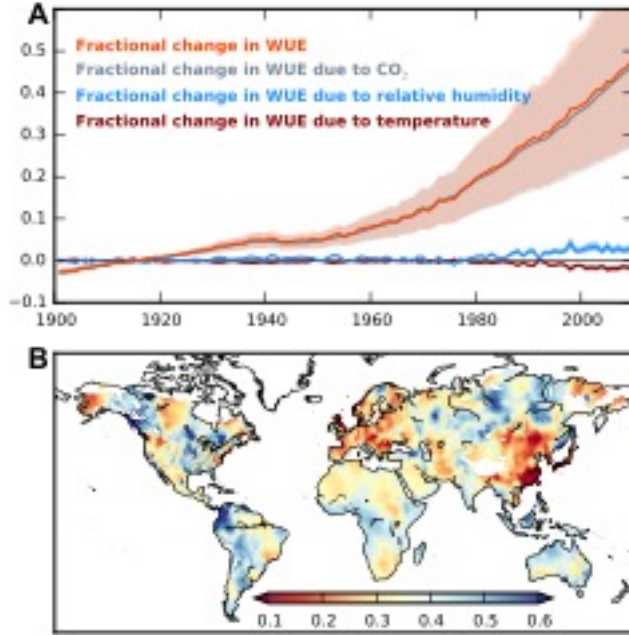 A
0.5
0.4
0.3
0.2
0.1
0.0
−0.1
Fractional change in WUE
Fractional change in WUE due to CO₂
Fractional change in WUE due to relative humidity
Fractional change in WUE due to temperature
1900 1920 1940 1960 1980 2000
B
0.1 0.2 0.3 0.4 0.5 0.6